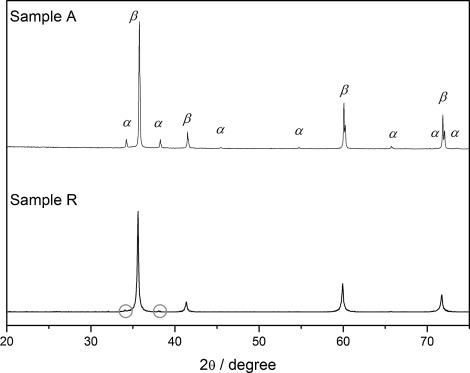 Sample A
β
α α β α α β α β α α
Sample R
20 30 40 50 60 70
2θ / degree